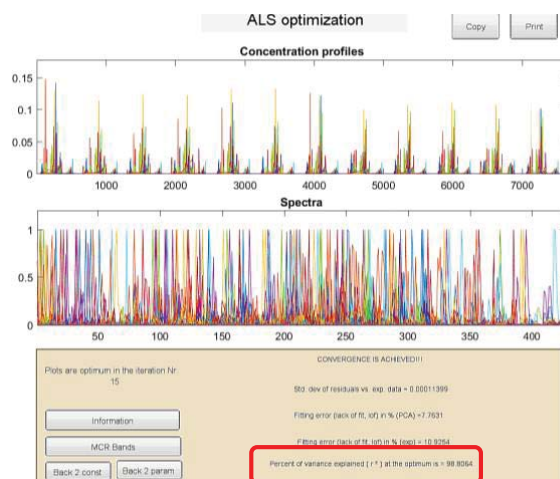 ALS optimization
Copy
Print
Concentration profiles
0.15
0.1
0.05
0
1000 2000 3000 4000 5000 6000 7000
Spectra
1
0.5
0
50 100 150 200 250 300 350 400
Plots are optimum in the iteration Nr.
15
CONVERGENCE IS ACHIEVED!!!
Std. dev of residuals vs. exp. data = 0.00011399
Fitting error (lack of fit, lof) in % (PCA) =7.7631
Fitting error (lack of fit, lof) in % (exp) = 10.9264
Percent of variance explained ( r ² ) at the optimum is = 98.8064
Information
MCR Bands
Back 2 const
Back 2 param